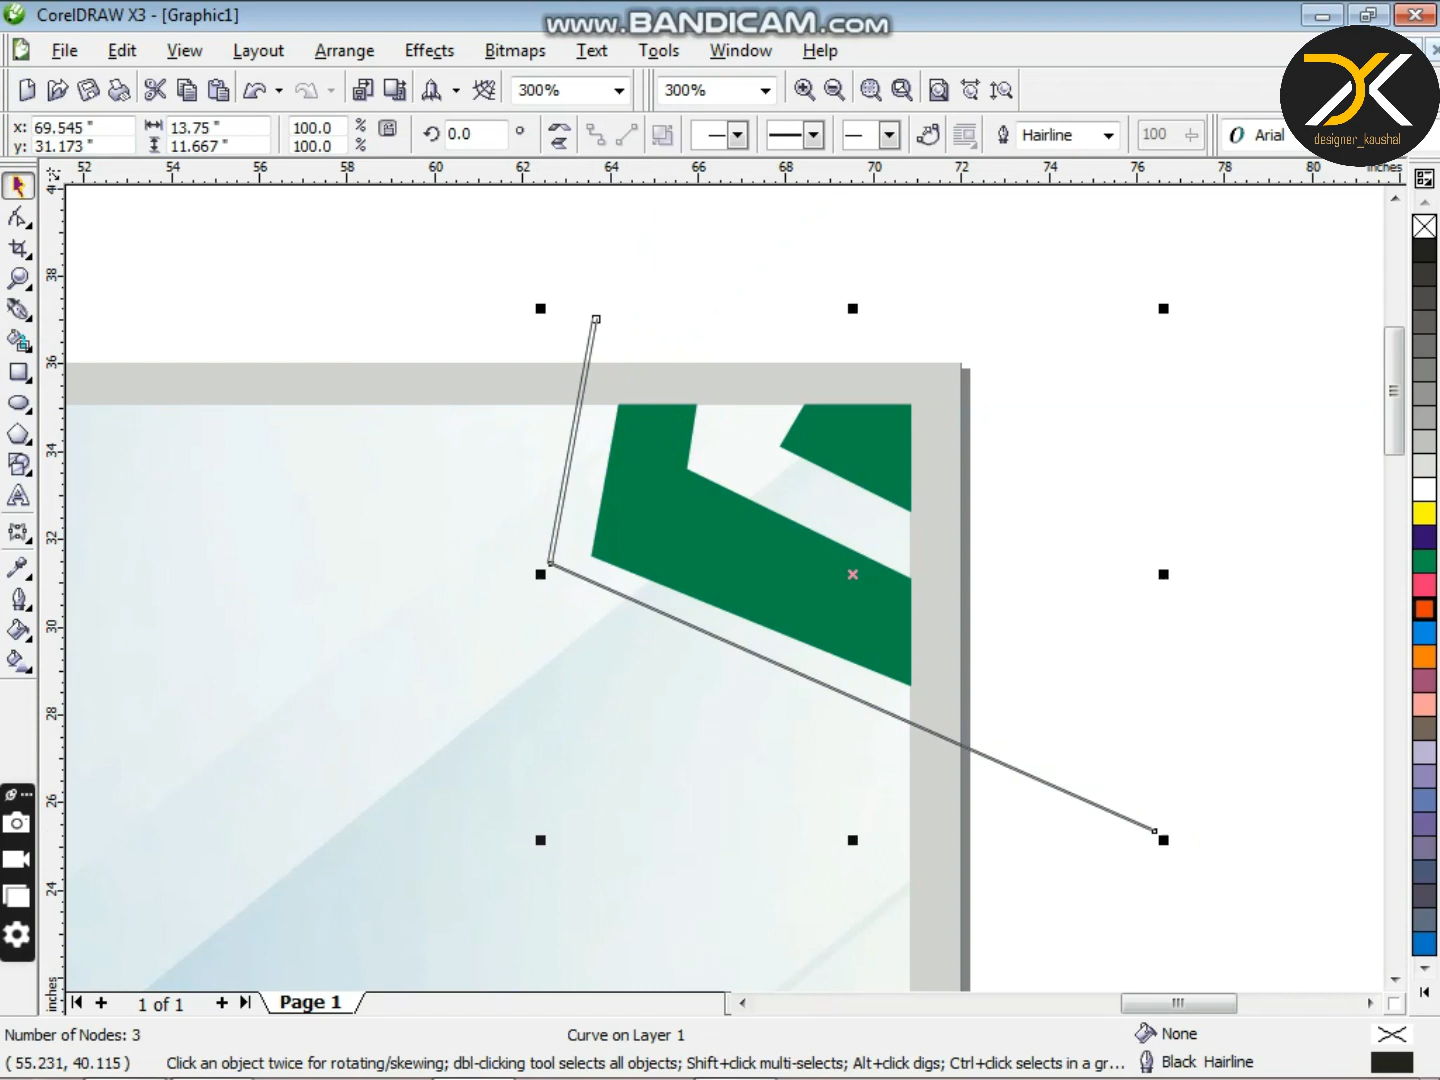 CorelDRAW X3 - [Graphic1]
www.BANDICAM.com
File Edit View Layout Arrange Effects Bitmaps Text Tools Window Help
designer_kaushal
300% 300%
x: 69.545 " 13.75 " 100.0 %
y: 31.173 " 11.667 " 100.0 %
0.0 °
Hairline 100 Arial
52 54 56 58 60 62 64 66 68 70 72 74 76 78 80 inches
38
36
34
32
30
28
26
24
inches
1 of 1 Page 1
Number of Nodes: 3 Curve on Layer 1 None
( 55.231, 40.115 ) Click an object twice for rotating/skewing; dbl-clicking tool selects all objects; Shift+click multi-selects; Alt+click digs; Ctrl+click selects in a gr... Black Hairline